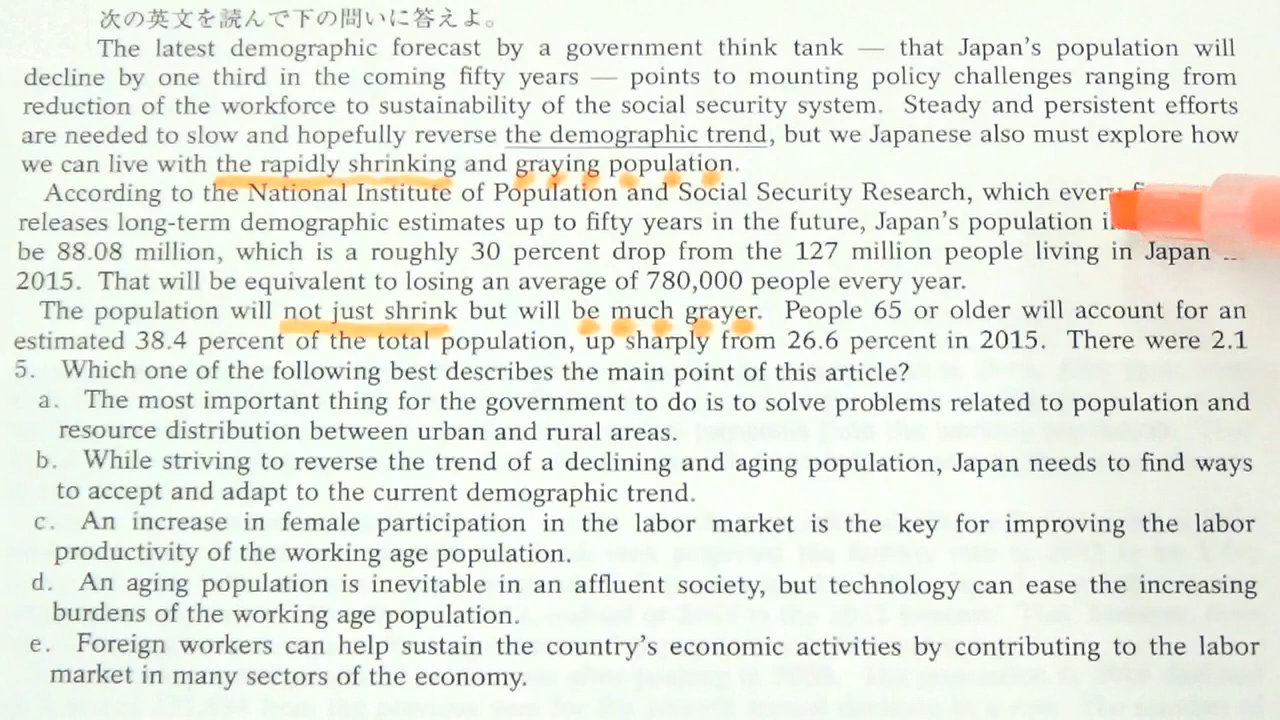 次の英文を読んで下の問いに答えよ。
The latest demographic forecast by a government think tank — that Japan's population will
decline by one third in the coming fifty years — points to mounting policy challenges ranging from
reduction of the workforce to sustainability of the social security system. Steady and persistent efforts
are needed to slow and hopefully reverse the demographic trend, but we Japanese also must explore how
we can live with the rapidly shrinking and graying population.
According to the National Institute of Population and Social Security Research, which every
releases long-term demographic estimates up to fifty years in the future, Japan's population
be 88.08 million, which is a roughly 30 percent drop from the 127 million people living in Japan
2015. That will be equivalent to losing an average of 780,000 people every year.
The population will not just shrink but will be much grayer. People 65 or older will account for an
estimated 38.4 percent of the total population, up sharply from 26.6 percent in 2015. There were 2.1
5. Which one of the following best describes the main point of this article?
a. The most important thing for the government to do is to solve problems related to population and
resource distribution between urban and rural areas.
b. While striving to reverse the trend of a declining and aging population, Japan needs to find ways
to accept and adapt to the current demographic trend.
c. An increase in female participation in the labor market is the key for improving the labor
productivity of the working age population.
d. An aging population is inevitable in an affluent society, but technology can ease the increasing
burdens of the working age population.
e. Foreign workers can help sustain the country's economic activities by contributing to the labor
market in many sectors of the economy.